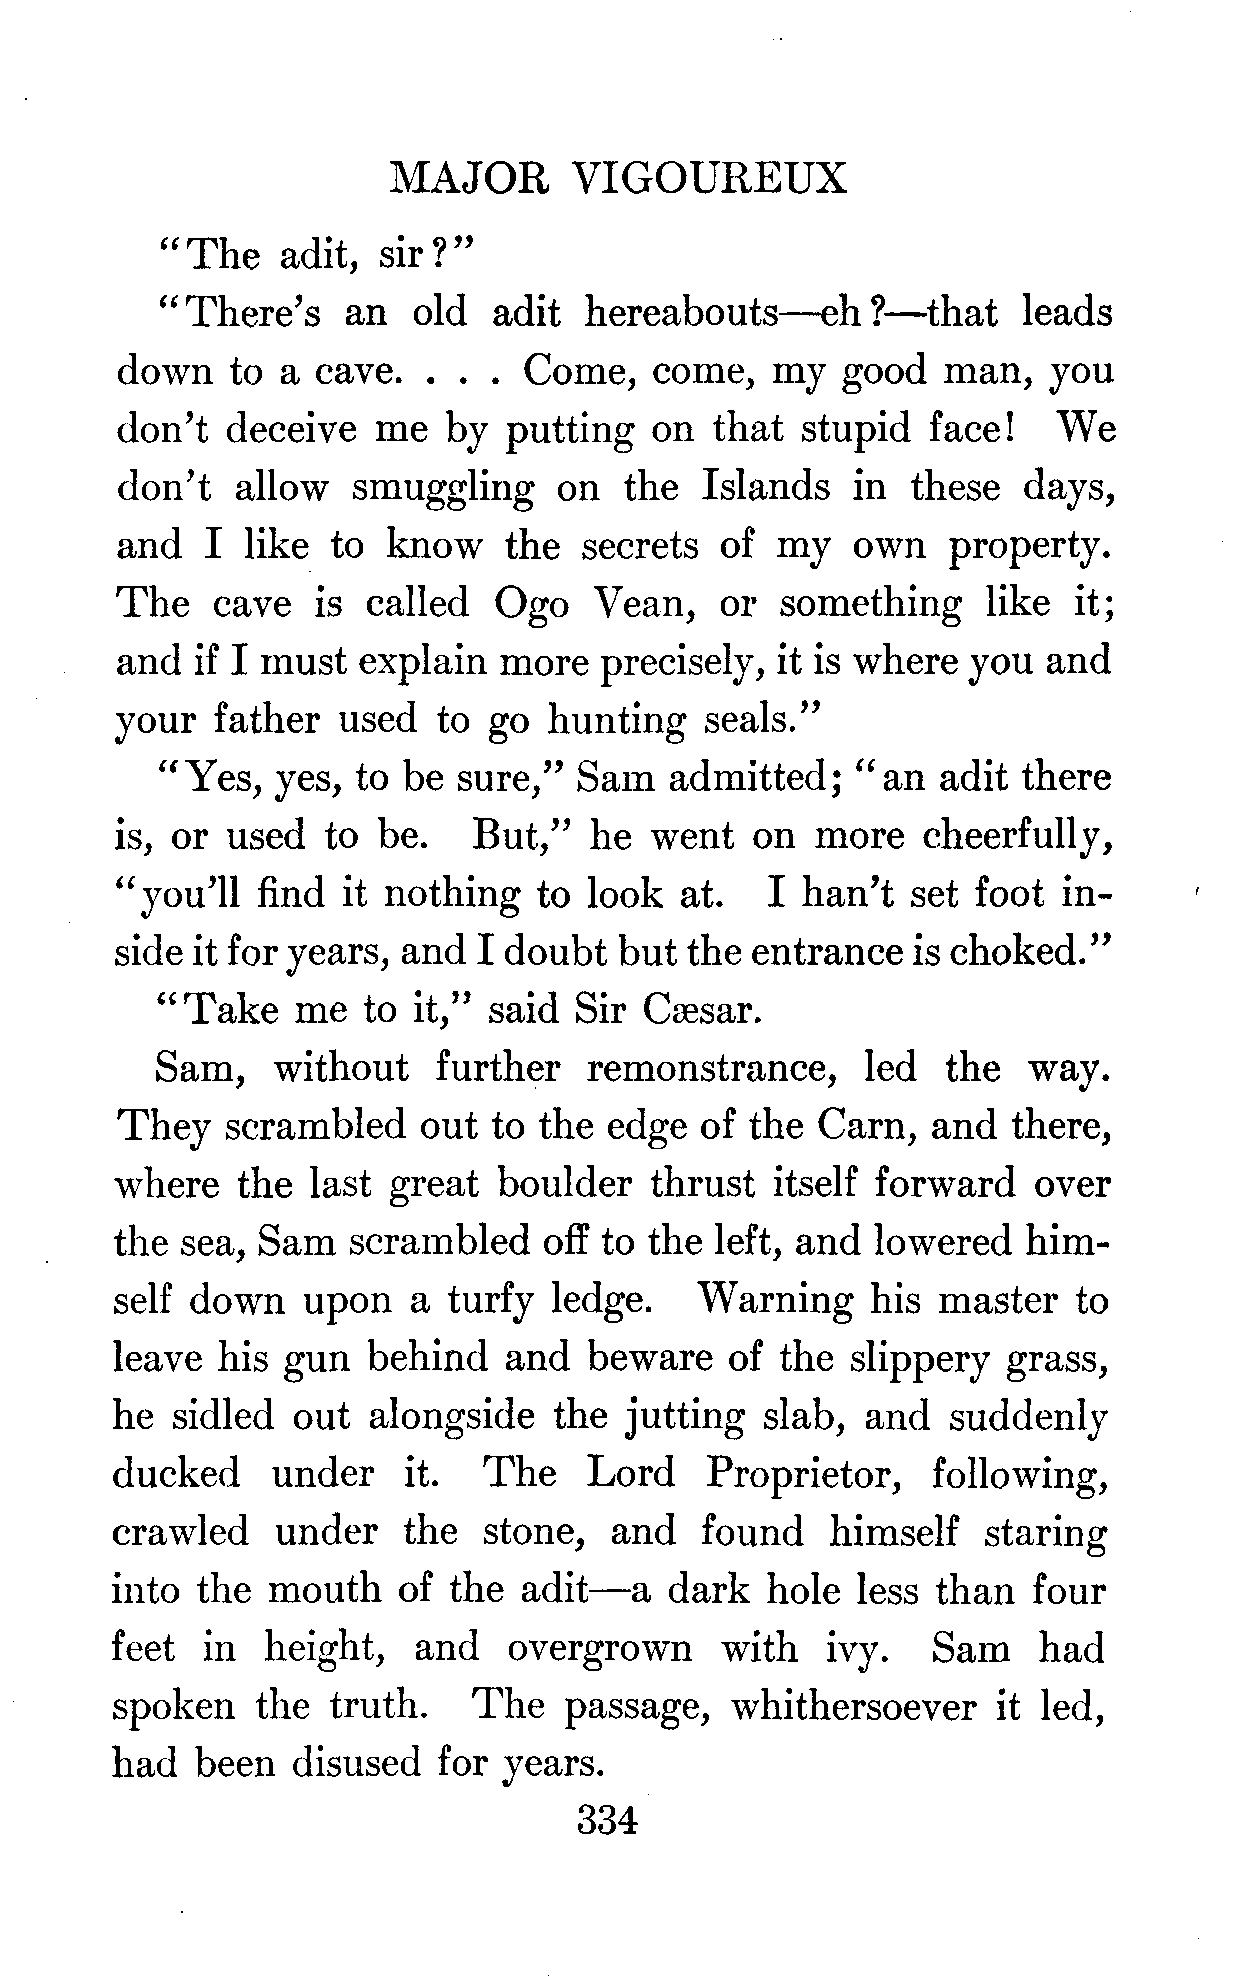 MAJOR VIGOUREUX
"The adit, sir?"
"There's an old adit hereabouts—eh?—that leads
down to a cave. . . . Come, come, my good man, you
don't deceive me by putting on that stupid face! We
don't allow smuggling on the Islands in these days,
and I like to know the secrets of my own property.
The cave is called Ogo Vean, or something like it;
and if I must explain more precisely, it is where you and
your father used to go hunting seals."
"Yes, yes, to be sure," Sam admitted; "an adit there
is, or used to be. But," he went on more cheerfully,
"you'll find it nothing to look at. I han't set foot in-
side it for years, and I doubt but the entrance is choked."
"Take me to it," said Sir Cæsar.
Sam, without further remonstrance, led the way.
They scrambled out to the edge of the Carn, and there,
where the last great boulder thrust itself forward over
the sea, Sam scrambled off to the left, and lowered him-
self down upon a turfy ledge. Warning his master to
leave his gun behind and beware of the slippery grass,
he sidled out alongside the jutting slab, and suddenly
ducked under it. The Lord Proprietor, following,
crawled under the stone, and found himself staring
into the mouth of the adit—a dark hole less than four
feet in height, and overgrown with ivy. Sam had
spoken the truth. The passage, whithersoever it led,
had been disused for years.
334